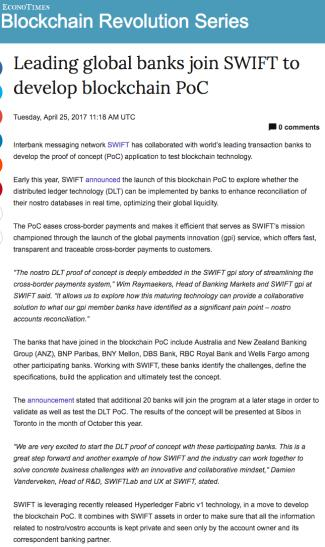 ECONOTIMES
Blockchain Revolution Series
Leading global banks join SWIFT to
develop blockchain PoC
Tuesday, April 25, 2017 11:18 AM UTC
0 comments
Interbank messaging network SWIFT has collaborated with world's leading transaction banks to
develop the proof of concept (PoC) application to test blockchain technology.
Early this year, SWIFT announced the launch of this blockchain PoC to explore whether the
distributed ledger technology (DLT) can be implemented by banks to enhance reconciliation of
their nostro databases in real time, optimizing their global liquidity.
The PoC eases cross-border payments and makes it efficient that serves as SWIFT's mission
championed through the launch of the global payments innovation (gpi) service, which offers fast,
transparent and traceable cross-border payments to customers.
"The nostro DLT proof of concept is deeply embedded in the SWIFT gpi story of streamlining the
cross-border payments system," Wim Raymaekers, Head of Banking Markets and SWIFT gpi at
SWIFT said. "It allows us to explore how this maturing technology can provide a collaborative
solution to what our gpi member banks have identified as a significant pain point – nostro
accounts reconciliation."
The banks that have joined in the blockchain PoC include Australia and New Zealand Banking
Group (ANZ), BNP Paribas, BNY Mellon, DBS Bank, RBC Royal Bank and Wells Fargo among
other participating banks. Working with SWIFT, these banks identify the challenges, define the
specifications, build the application and ultimately test the concept.
The announcement stated that additional 20 banks will join the program at a later stage in order to
validate as well as test the DLT PoC. The results of the concept will be presented at Sibos in
Toronto in the month of October this year.
"We are very excited to start the DLT proof of concept with these participating banks. This is a
great step forward and another example of how SWIFT and the industry can work together to
solve concrete business challenges with an innovative and collaborative mindset," Damien
Vanderveken, Head of R&D, SWIFTLab and UX at SWIFT, stated.
SWIFT is leveraging recently released Hyperledger Fabric v1 technology, in a move to develop
the blockchain PoC. It combines with SWIFT assets in order to make sure that all the information
related to nostro/vostro accounts is kept private and seen only by the account owner and its
correspondent banking partner.